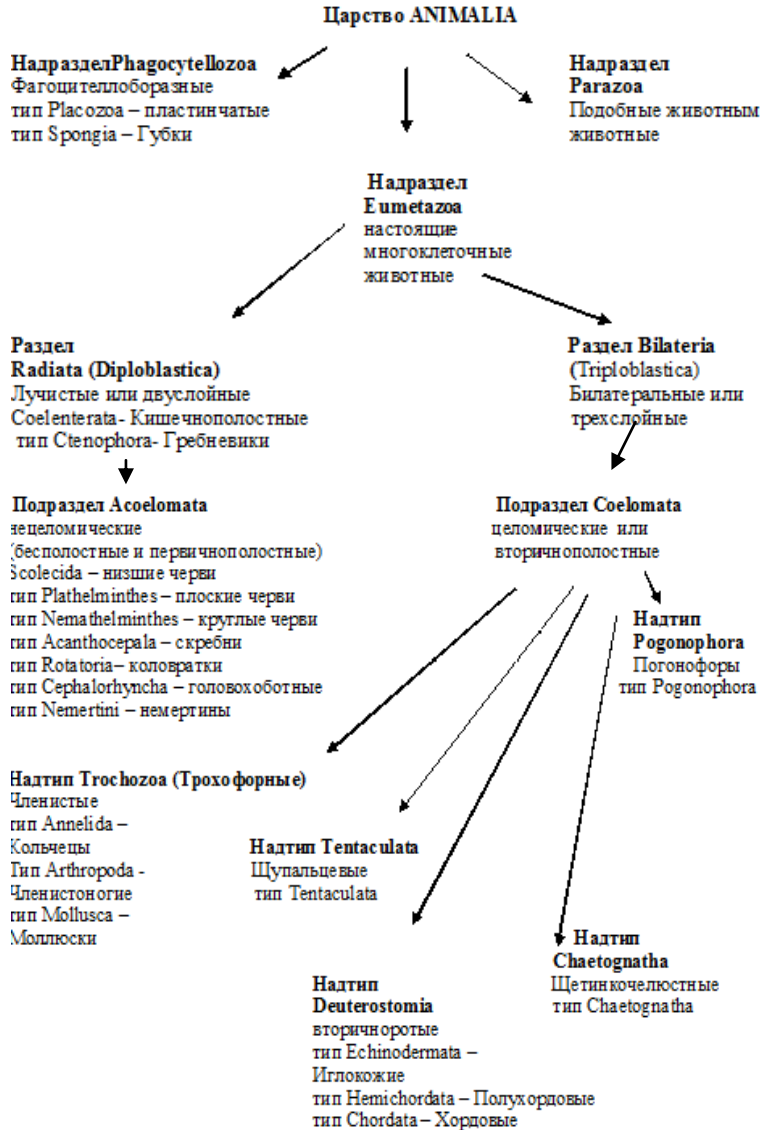 Царство ANIMALIA
НадразделPhagocytellozoa
Фагоцителлоборазные
тип Placozoa – пластинчатые
тип Spongia – Губки
Надраздел
Parazoa
Подобные животным
животные
Надраздел
Eumetazoa
настоящие
многоклеточные
животные
Раздел
Radiata (Diploblastica)
Лучистые или двуслойные
Coelenterata- Кишечнополостные
тип Ctenophora- Гребневики
Раздел Bilateria
(Triploblastica)
Билатеральные или
трехслойные
Подраздел Acoelomata
нецеломические
(бесполостные и первичнополостные)
Scolecida – низшие черви
тип Plathelminthes – плоские черви
тип Nemathelminthes – круглые черви
тип Acanthocepala – скребни
тип Rotatoria– коловратки
тип Cephalorhyncha – головохоботные
тип Nemertini – немертины
Подраздел Coelomata
целомические или
вторичнополостные
Надтип
Pogonophora
Погонофоры
тип Pogonophora
Надтип Trochozoa (Трохофорные)
Членистые
тип Annelida –
Кольчецы
Тип Arthropoda -
Членистоногие
тип Mollusca –
Моллюски
Надтип Tentaculata
Щупальцевые
тип Tentaculata
Надтип
Chaetognatha
Щетинкочелюстные
тип Chaetognatha
Надтип
Deuterostomia
вторичноротые
тип Echinodermata –
Иглокожие
тип Hemichordata – Полухордовые
тип Chordata – Хордовые